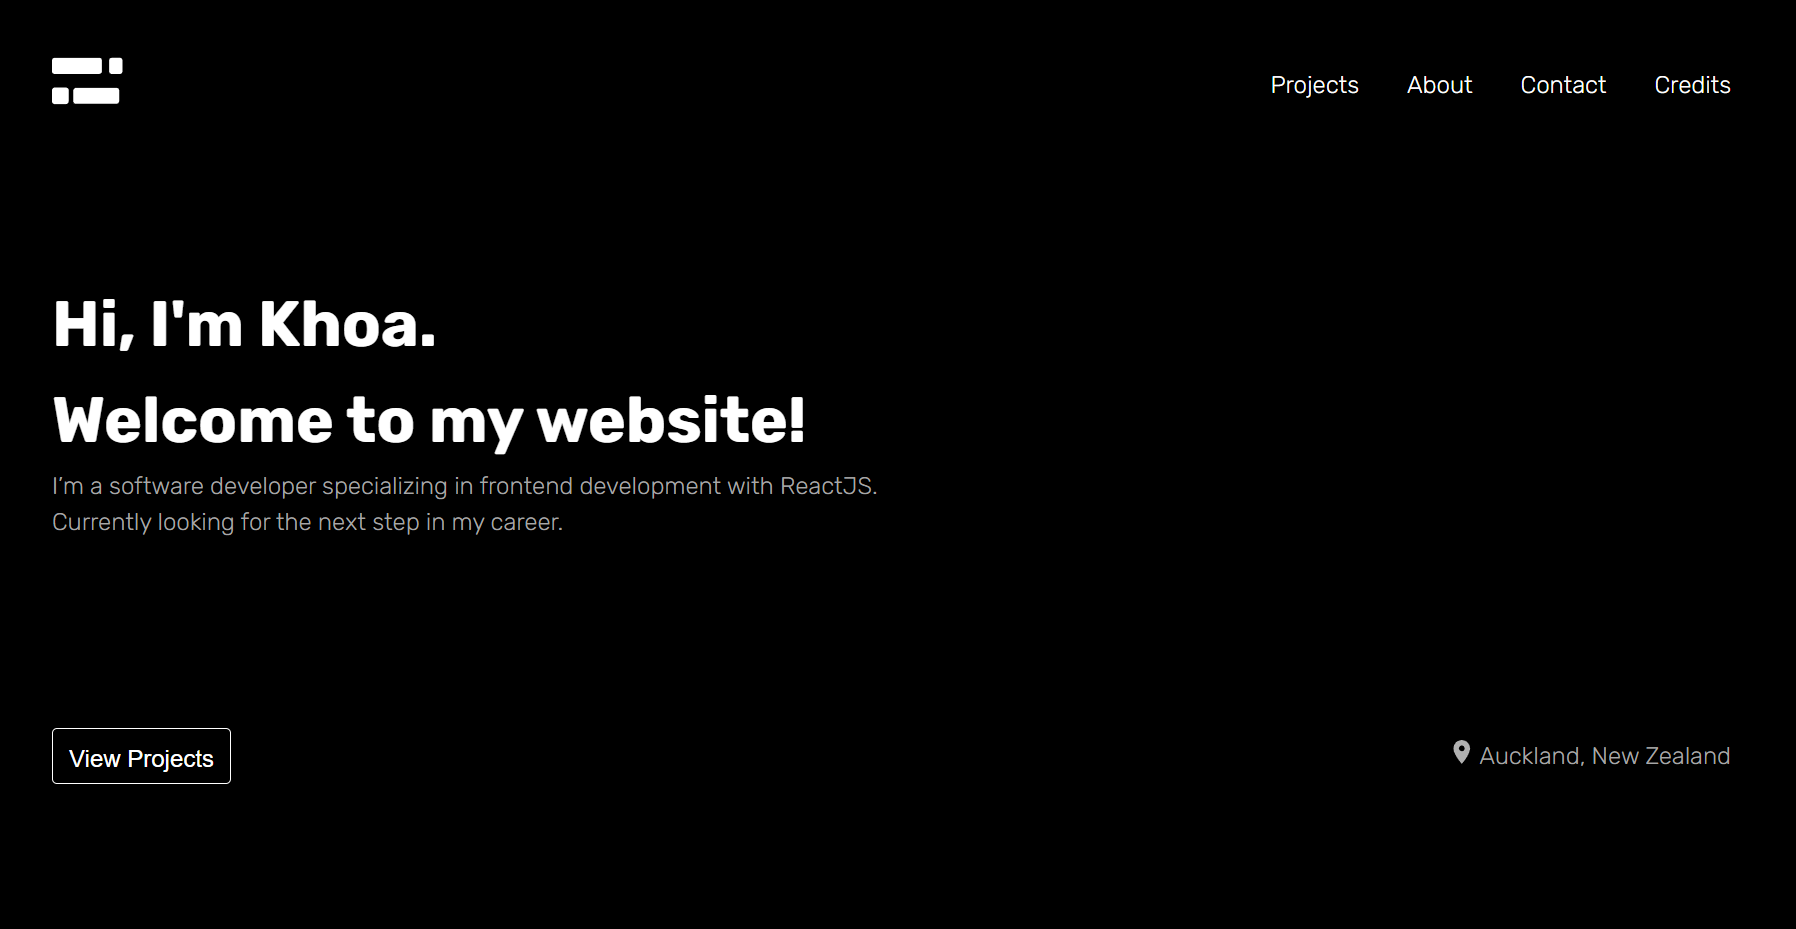 Projects About Contact Credits
Hi, I'm Khoa.
Welcome to my website!
I’m a software developer specializing in frontend development with ReactJS.
Currently looking for the next step in my career.
View Projects
Auckland, New Zealand